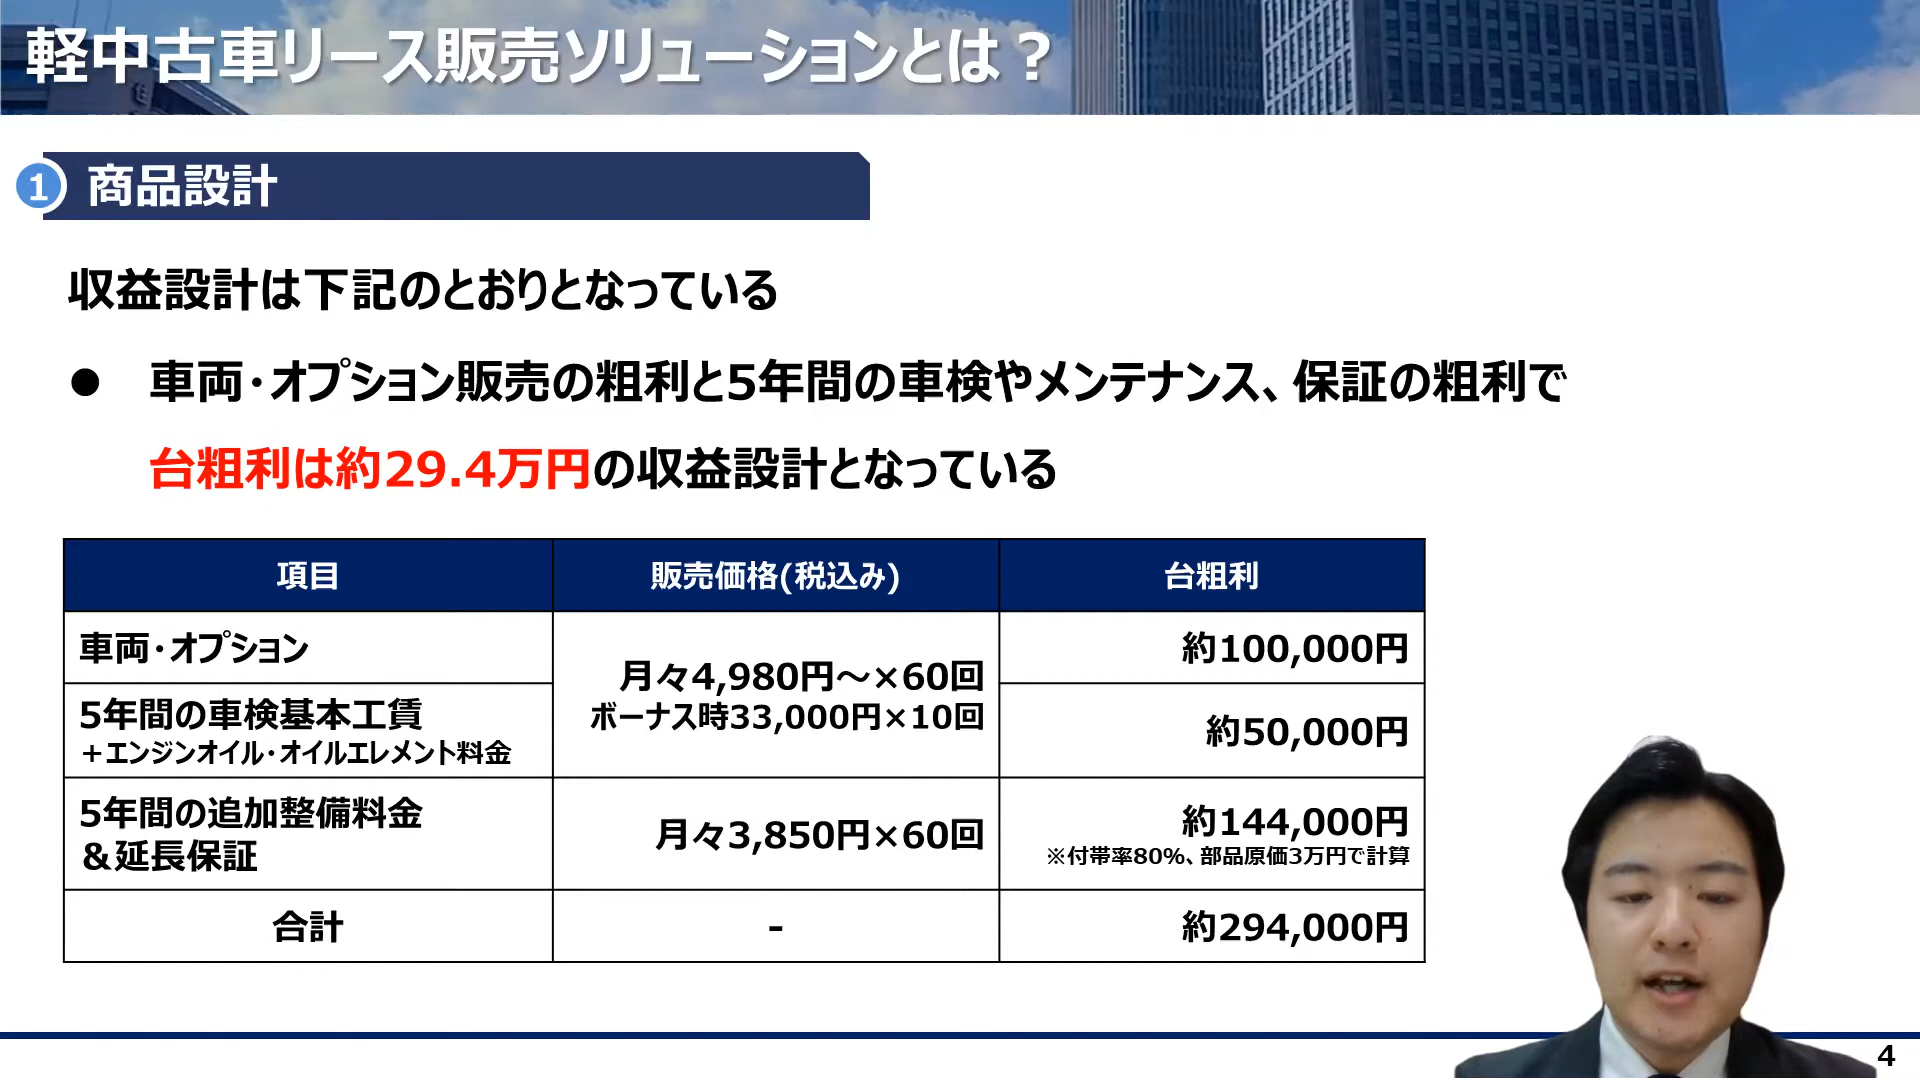 軽中古車リース販売ソリューションとは？
1 商品設計
収益設計は下記のとおりとなっている
● 車両・オプション販売の粗利と5年間の車検やメンテナンス、保証の粗利で
台粗利は約29.4万円の収益設計となっている
項目 販売価格(税込み) 台粗利
車両・オプション
月々4,980円～×60回
ボーナス時33,000円×10回
約100,000円
5年間の車検基本工賃
＋エンジンオイル・オイルエレメント料金
約50,000円
5年間の追加整備料金
＆延長保証
月々3,850円×60回
約144,000円
※付帯率80%、部品原価3万円で計算
合計 - 約294,000円
4